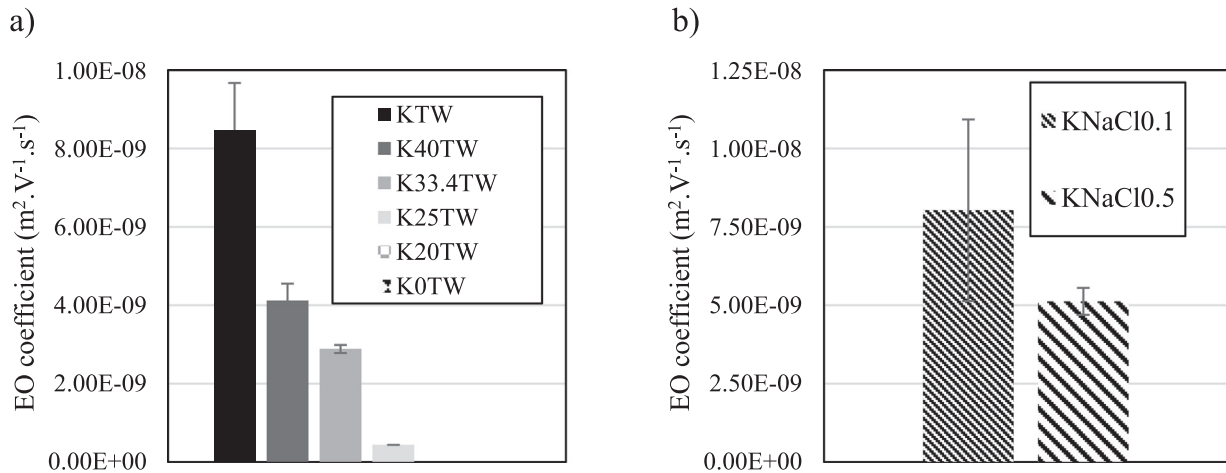 a)
EO coefficient (m².V⁻¹.s⁻¹)
1.00E-08
8.00E-09
6.00E-09
4.00E-09
2.00E-09
0.00E+00
KTW
K40TW
K33.4TW
K25TW
K20TW
K0TW
b)
EO coefficient (m².V⁻¹.s⁻¹)
1.25E-08
1.00E-08
7.50E-09
5.00E-09
2.50E-09
0.00E+00
KNaCl0.1
KNaCl0.5